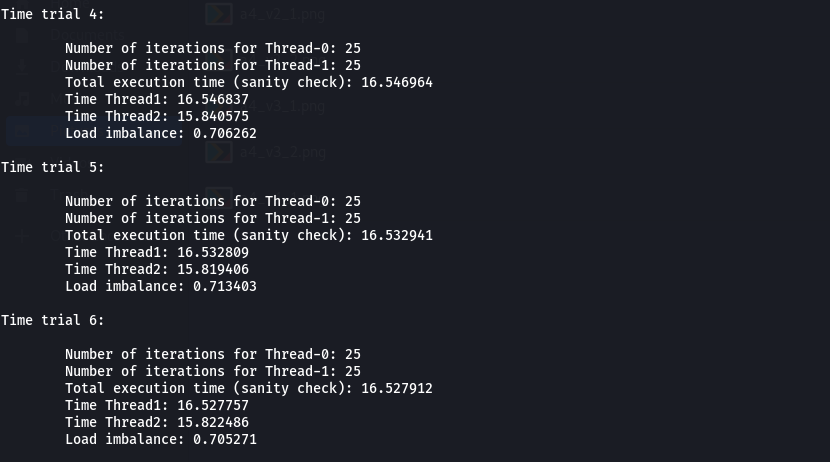 Time trial 4:
Number of iterations for Thread-0: 25
Number of iterations for Thread-1: 25
Total execution time (sanity check): 16.546964
Time Thread1: 16.546837
Time Thread2: 15.840575
Load imbalance: 0.706262
Time trial 5:
Number of iterations for Thread-0: 25
Number of iterations for Thread-1: 25
Total execution time (sanity check): 16.532941
Time Thread1: 16.532809
Time Thread2: 15.819406
Load imbalance: 0.713403
Time trial 6:
Number of iterations for Thread-0: 25
Number of iterations for Thread-1: 25
Total execution time (sanity check): 16.527912
Time Thread1: 16.527757
Time Thread2: 15.822486
Load imbalance: 0.705271
a4_v2_1.png
a4_v3_2.png